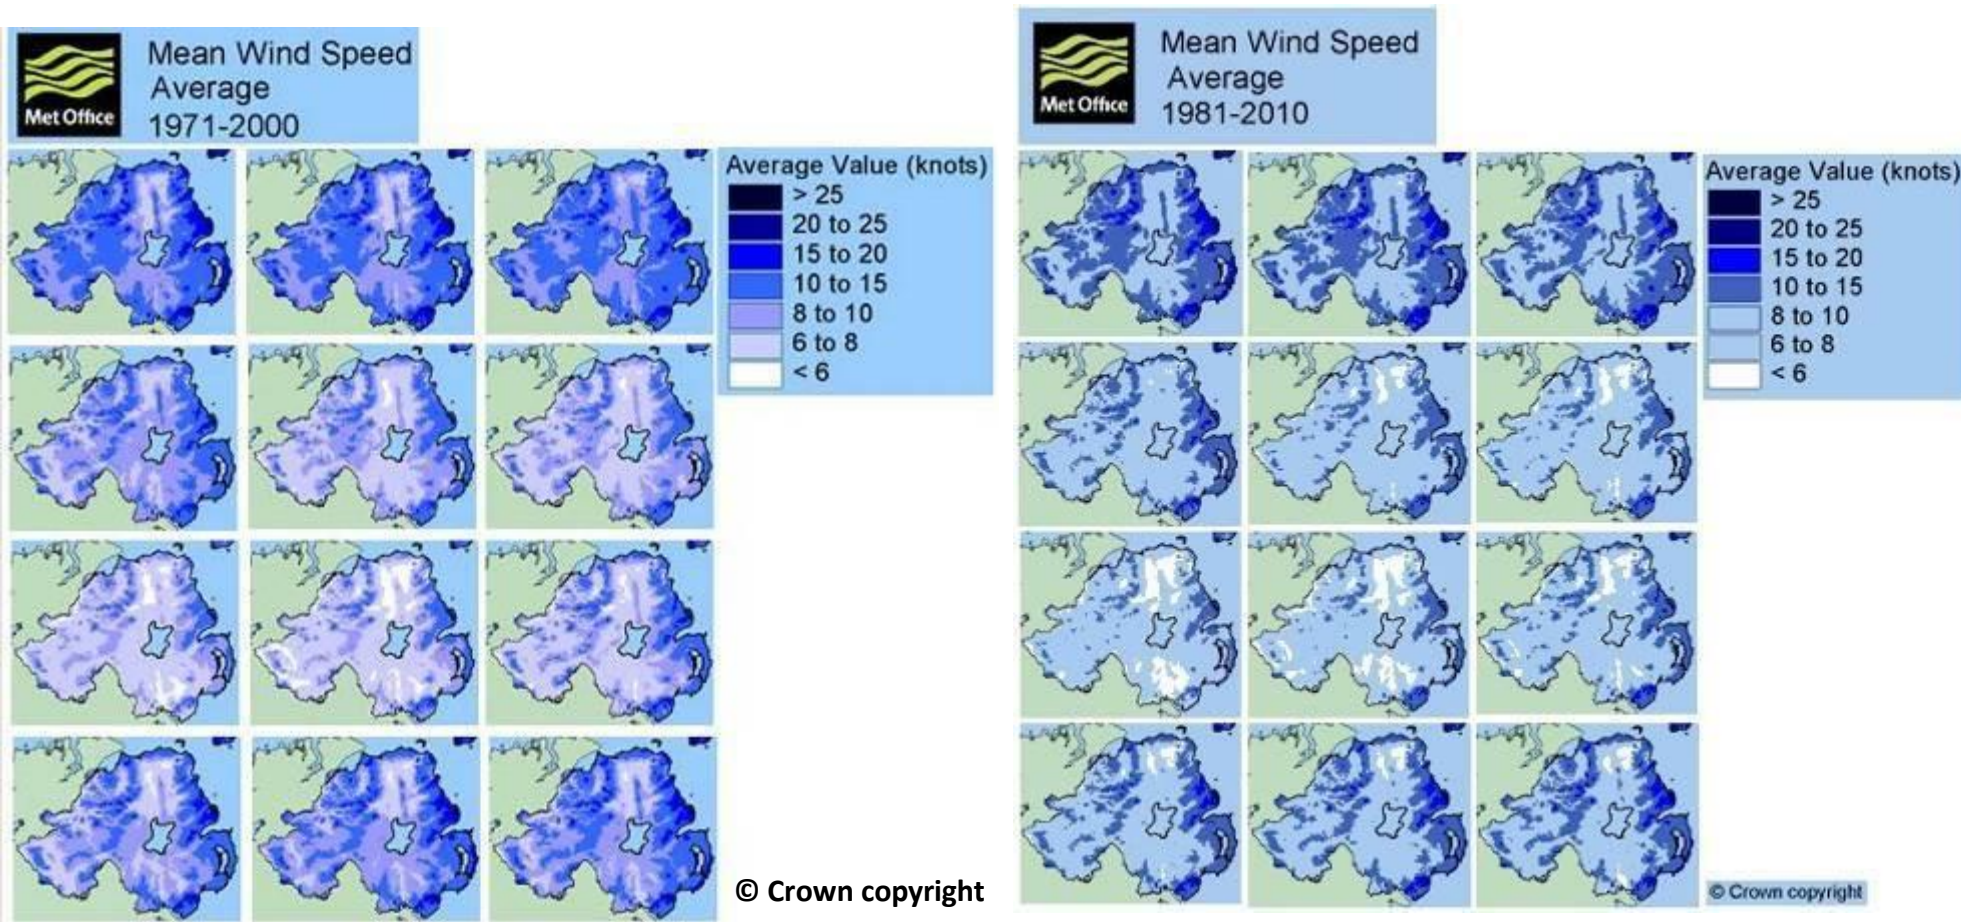 Met Office
Mean Wind Speed
Average
1971-2000
Average Value (knots)
> 25
20 to 25
15 to 20
10 to 15
8 to 10
6 to 8
< 6
© Crown copyright
Met Office
Mean Wind Speed
Average
1981-2010
Average Value (knots)
> 25
20 to 25
15 to 20
10 to 15
8 to 10
6 to 8
< 6
© Crown copyright